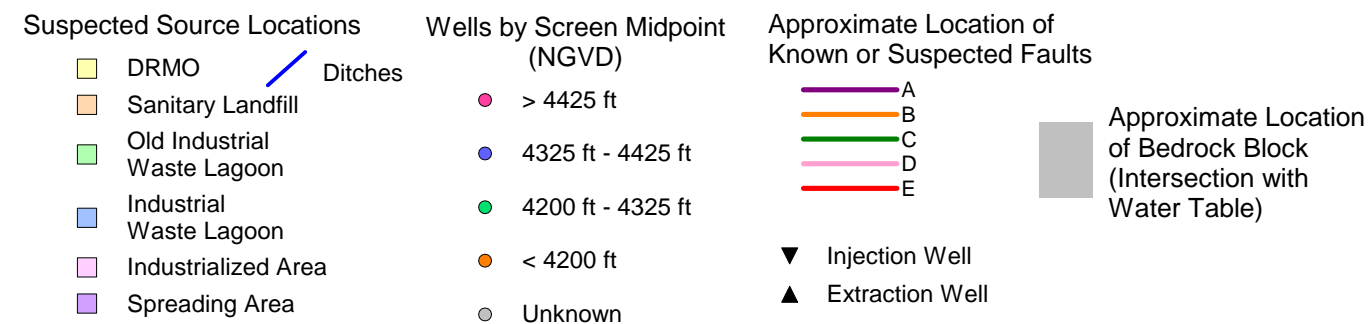 Suspected Source Locations
DRMO
Ditches
Sanitary Landfill
Old Industrial
Waste Lagoon
Industrial
Waste Lagoon
Industrialized Area
Spreading Area
Wells by Screen Midpoint
(NGVD)
> 4425 ft
4325 ft - 4425 ft
4200 ft - 4325 ft
< 4200 ft
Unknown
Approximate Location of
Known or Suspected Faults
A
B
C
D
E
Injection Well
Extraction Well
Approximate Location
of Bedrock Block
(Intersection with
Water Table)